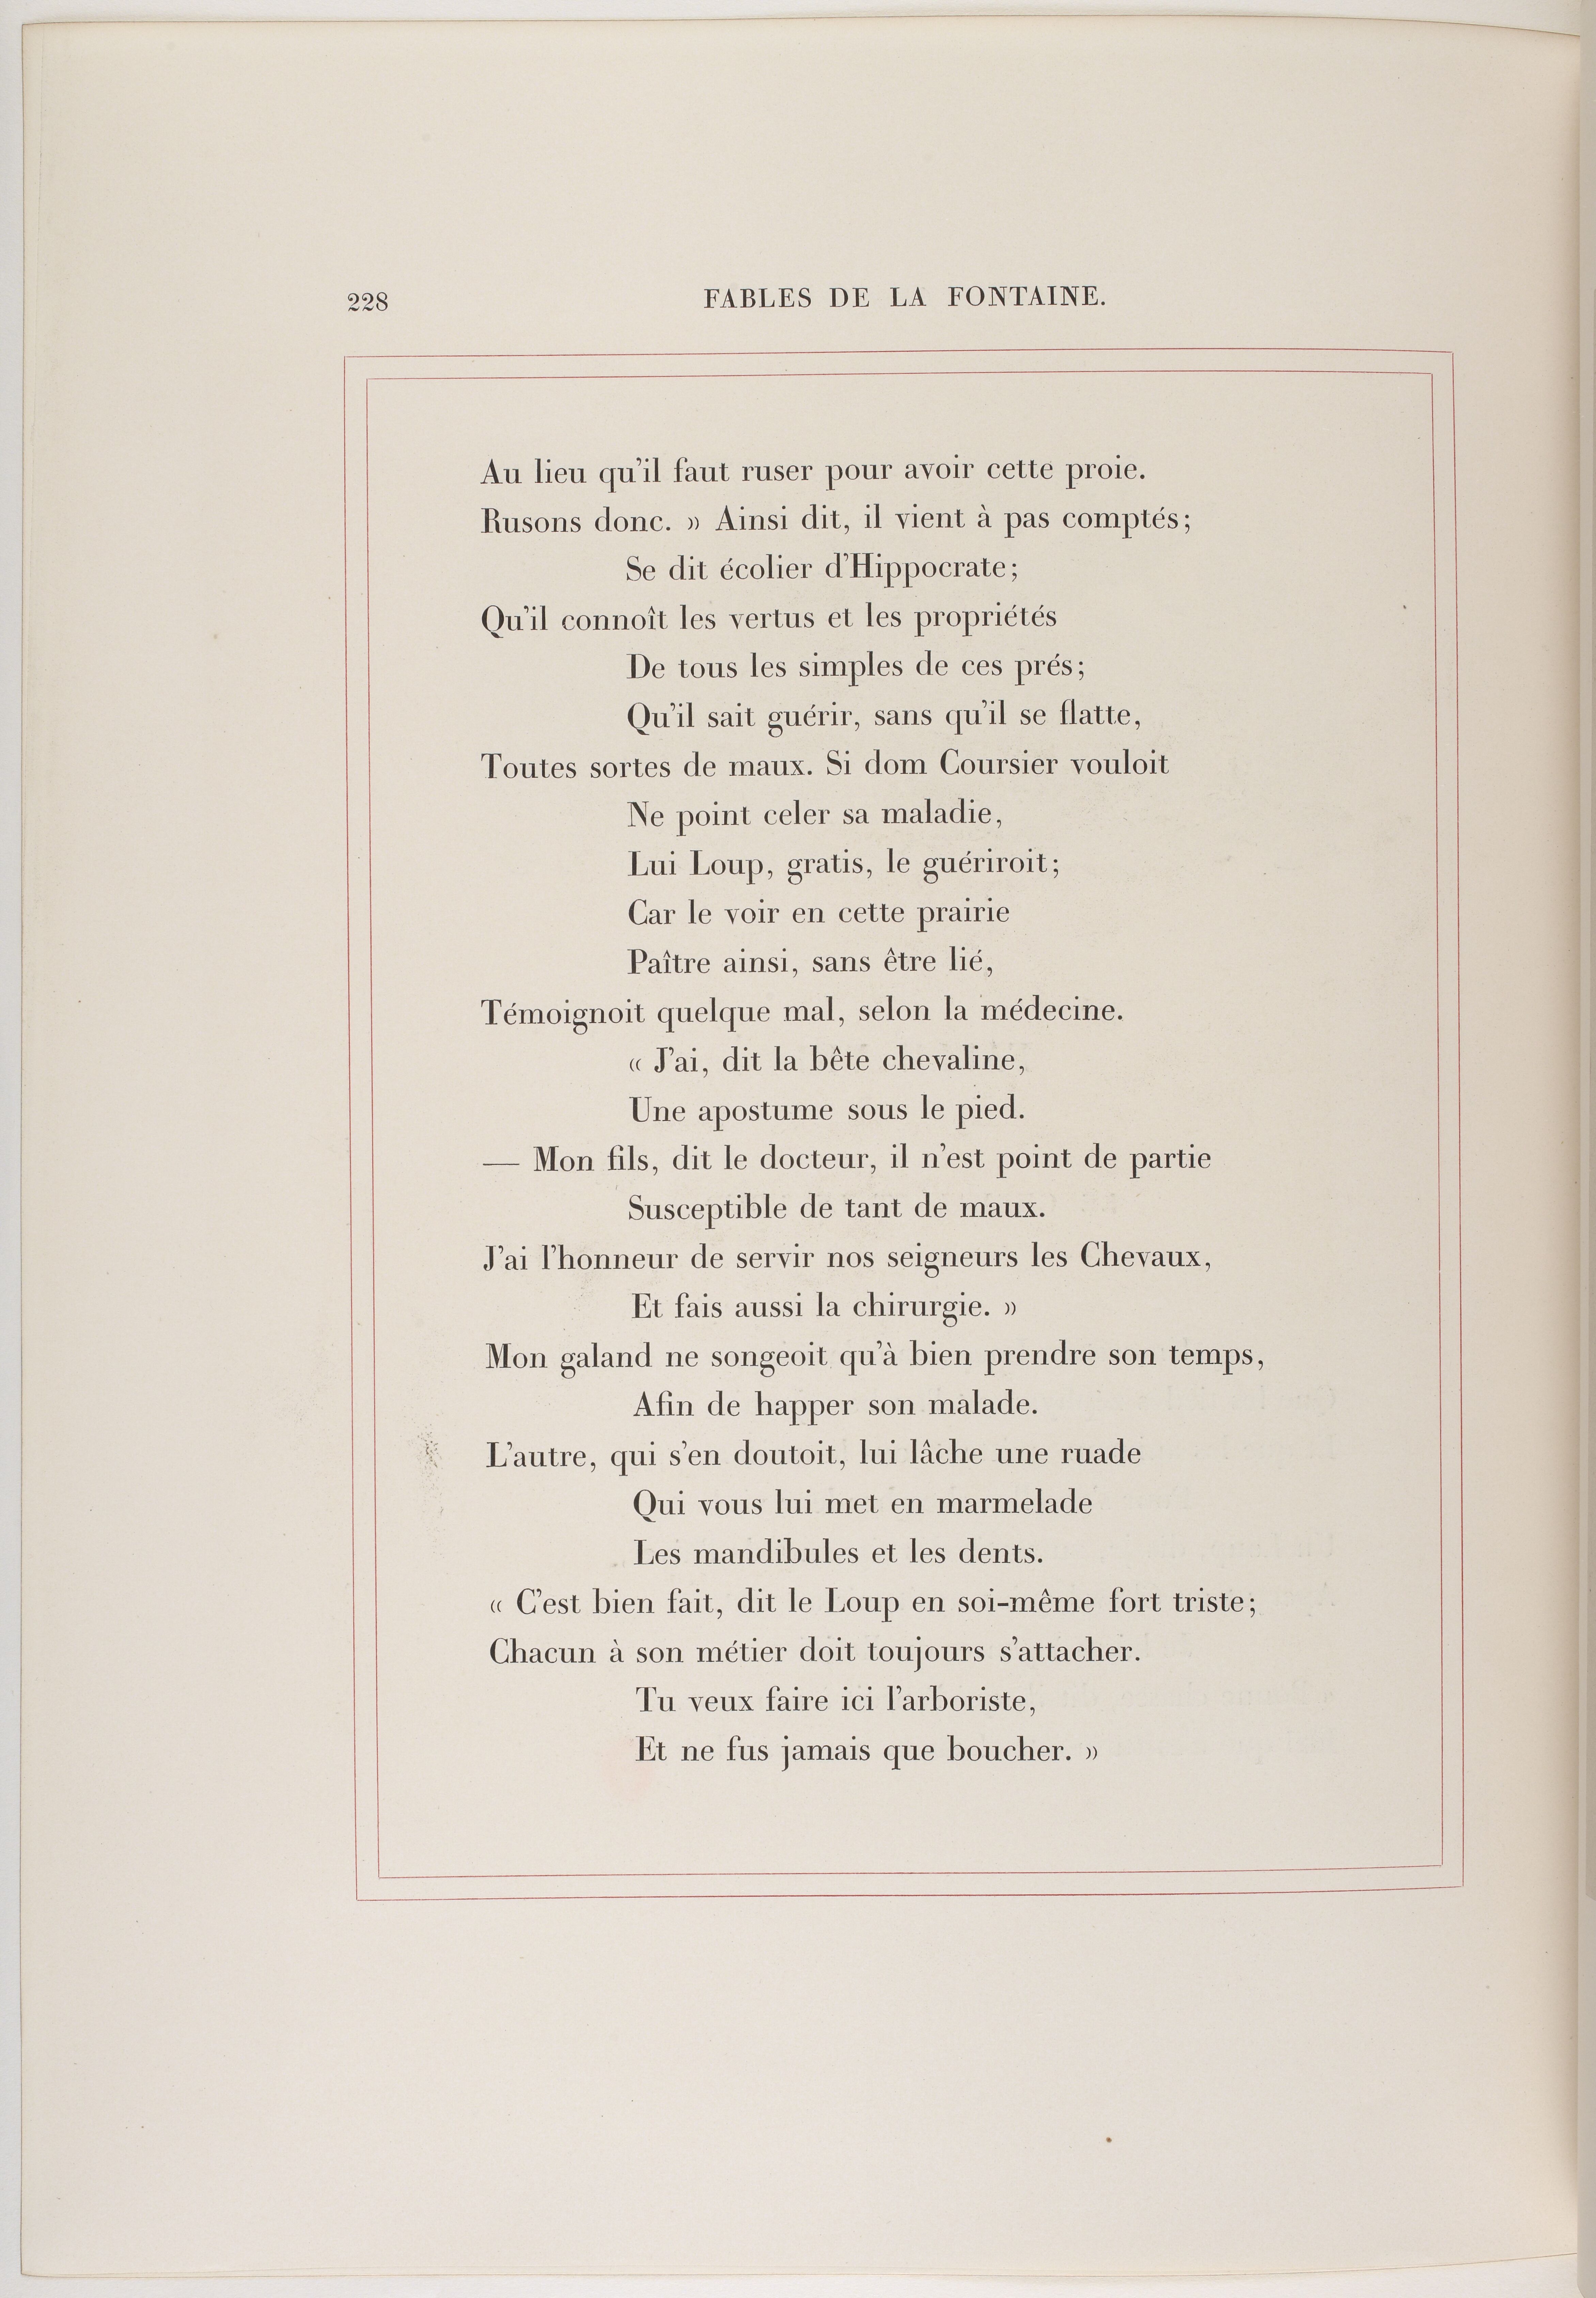 228
FABLES DE LA FONTAINE.
Au lieu qu'il faut ruser pour avoir cette proie.
Rusons donc. » Ainsi dit, il vient à pas comptés;
Se dit écolier d'Hippocrate;
Qu'il connoît les vertus et les propriétés
De tous les simples de ces prés;
Qu'il sait guérir, sans qu'il se flatte,
Toutes sortes de maux. Si dom Coursier vouloit
Ne point celer sa maladie,
Lui Loup, gratis, le guériroit;
Car le voir en cette prairie
Paître ainsi, sans être lié,
Témoignoit quelque mal, selon la médecine.
« J'ai, dit la bête chevaline,
Une apostume sous le pied.
— Mon fils, dit le docteur, il n'est point de partie
Susceptible de tant de maux.
J'ai l'honneur de servir nos seigneurs les Chevaux,
Et fais aussi la chirurgie. »
Mon galand ne songeoit qu'à bien prendre son temps,
Afin de happer son malade.
L'autre, qui s'en doutoit, lui lâche une ruade
Qui vous lui met en marmelade
Les mandibules et les dents.
« C'est bien fait, dit le Loup en soi-même fort triste;
Chacun à son métier doit toujours s'attacher.
Tu veux faire ici l'arboriste,
Et ne fus jamais que boucher. »